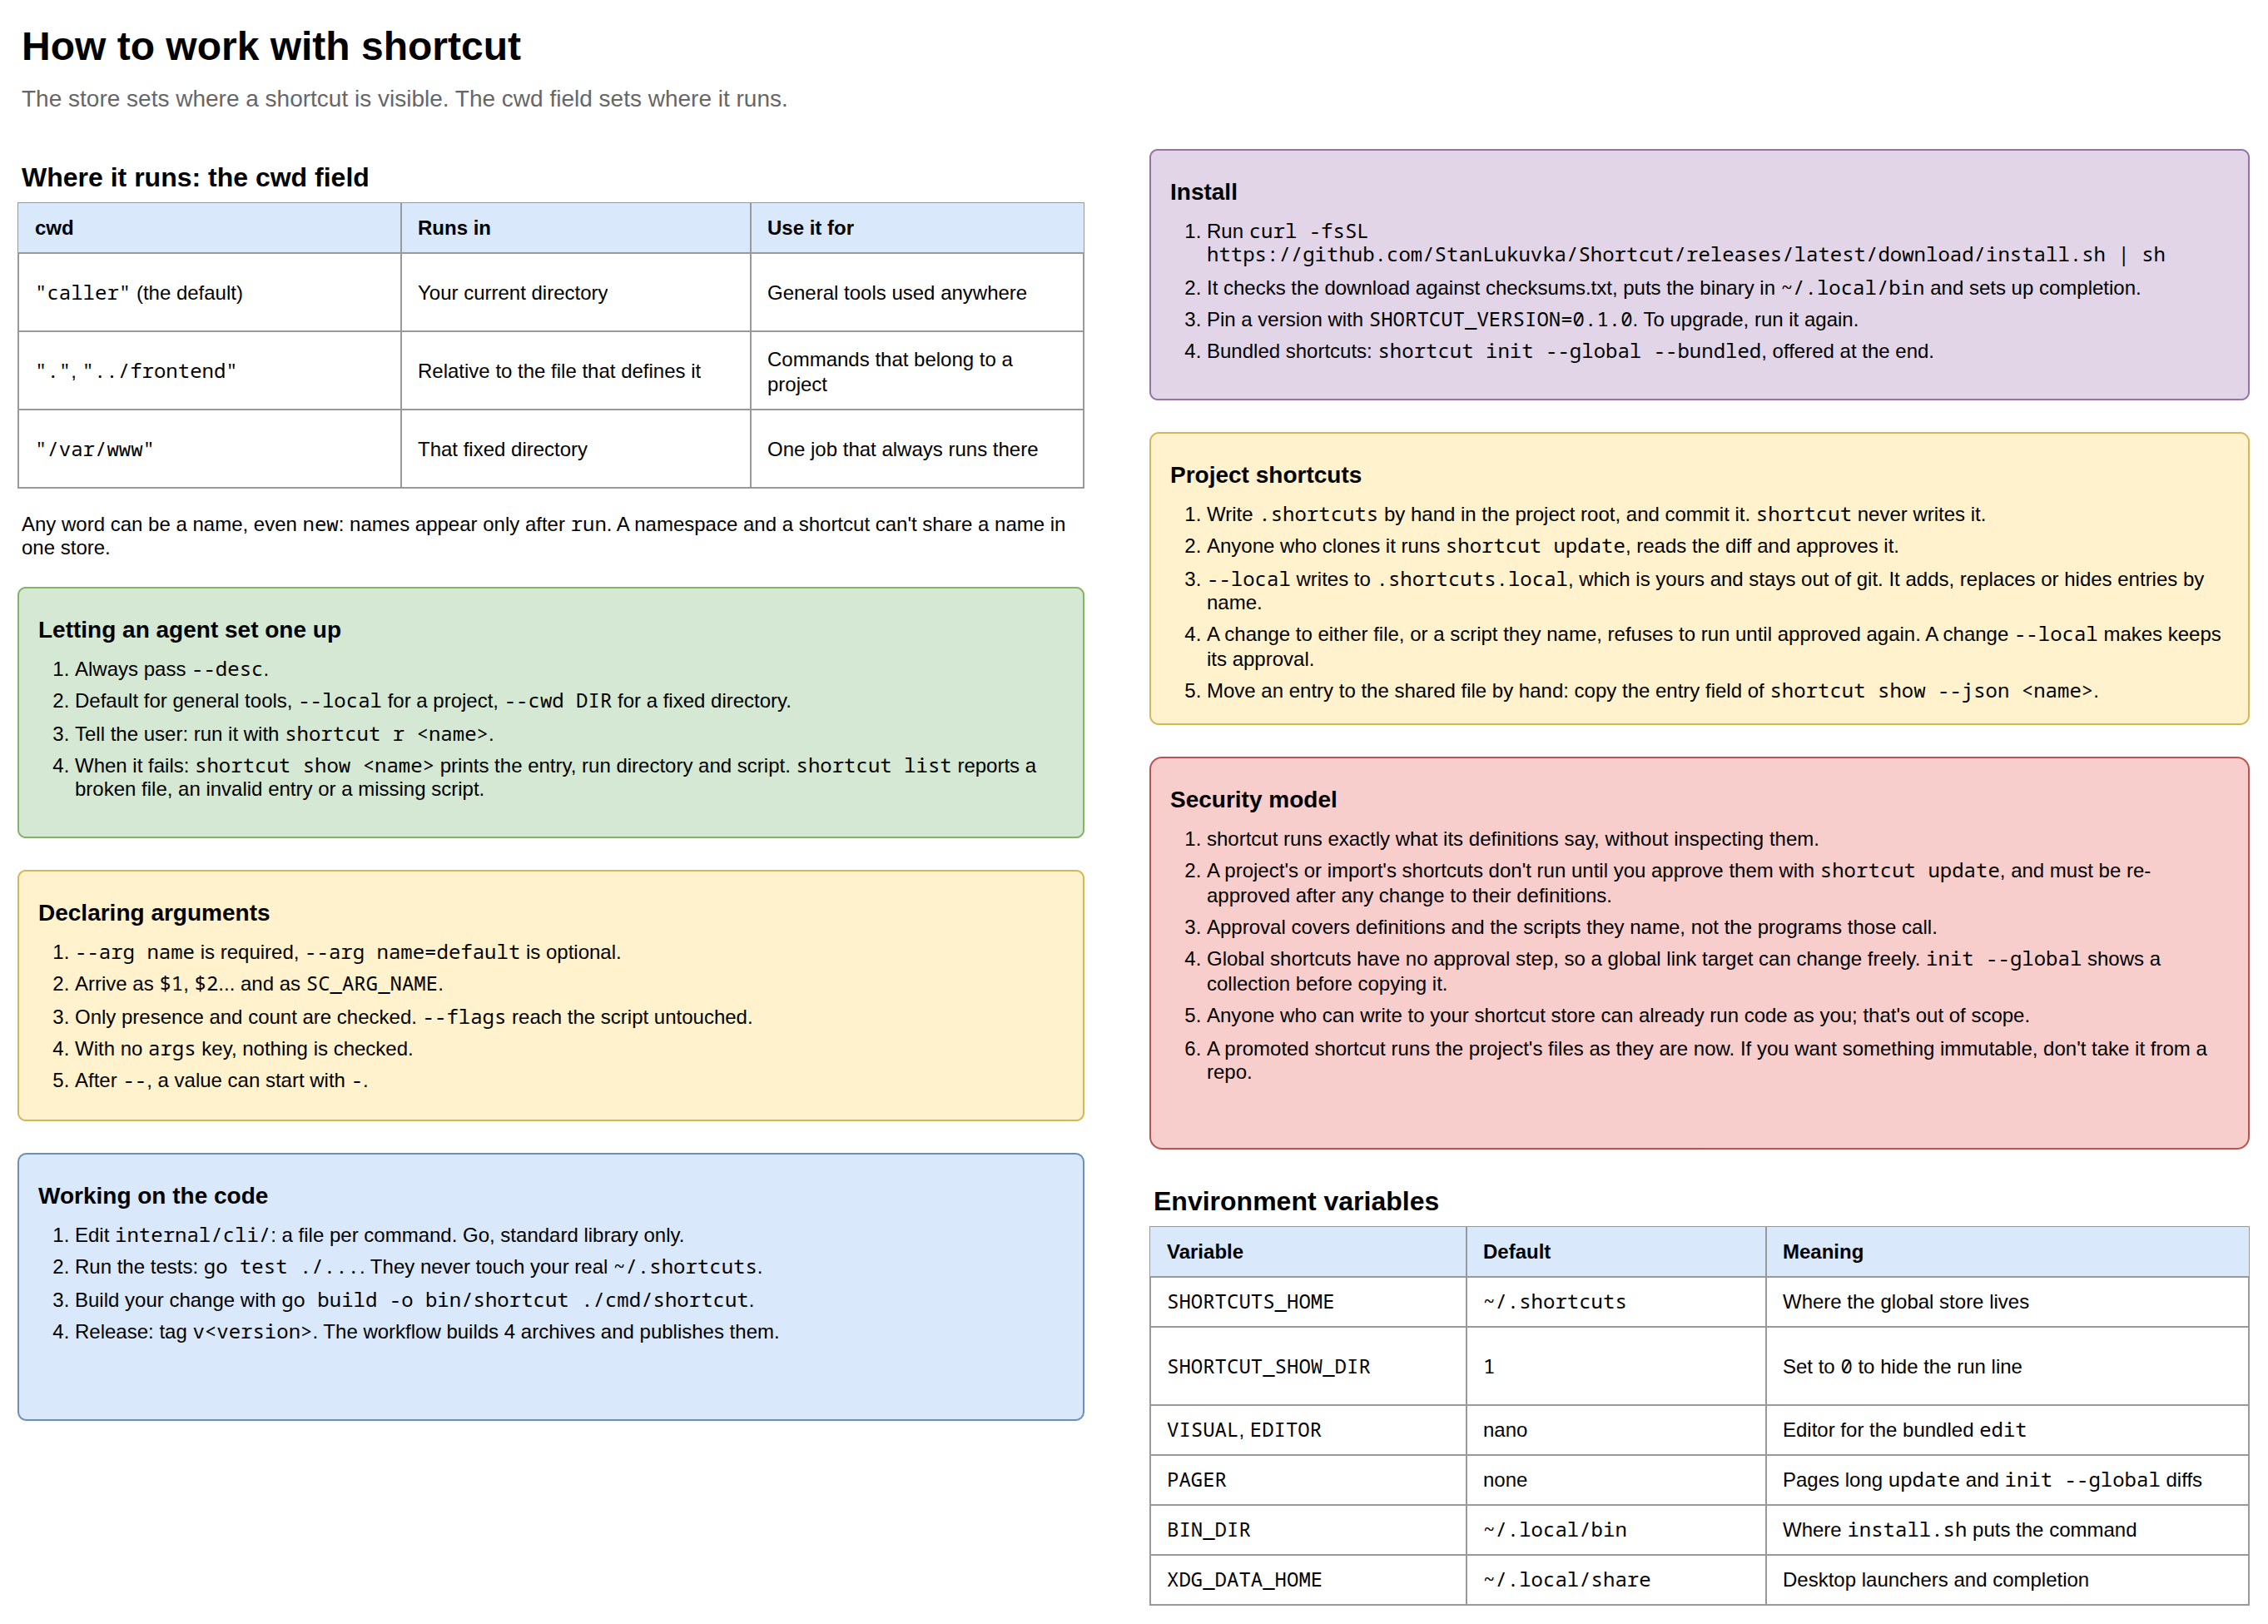 How to work with shortcut
The store sets where a shortcut is visible. The cwd field sets where it runs.
Where it runs: the cwd field
cwd Runs in Use it for
"caller" (the default) Your current directory General tools used anywhere
".", "../frontend" Relative to the file that defines it Commands that belong to a
project
"/var/www" That fixed directory One job that always runs there
Any word can be a name, even new: names appear only after run. A namespace and a shortcut can't share a name in
one store.
Letting an agent set one up
1. Always pass --desc.
2. Default for general tools, --local for a project, --cwd DIR for a fixed directory.
3. Tell the user: run it with shortcut r <name>.
4. When it fails: shortcut show <name> prints the entry, run directory and script. shortcut list reports a
broken file, an invalid entry or a missing script.
Declaring arguments
1. --arg name is required, --arg name=default is optional.
2. Arrive as $1, $2... and as SC_ARG_NAME.
3. Only presence and count are checked. --flags reach the script untouched.
4. With no args key, nothing is checked.
5. After --, a value can start with -.
Working on the code
1. Edit internal/cli/: a file per command. Go, standard library only.
2. Run the tests: go test ./.... They never touch your real ~/.shortcuts.
3. Build your change with go build -o bin/shortcut ./cmd/shortcut.
4. Release: tag v<version>. The workflow builds 4 archives and publishes them.
Install
1. Run curl -fsSL
https://github.com/StanLukuvka/Shortcut/releases/latest/download/install.sh | sh
2. It checks the download against checksums.txt, puts the binary in ~/.local/bin and sets up completion.
3. Pin a version with SHORTCUT_VERSION=0.1.0. To upgrade, run it again.
4. Bundled shortcuts: shortcut init --global --bundled, offered at the end.
Project shortcuts
1. Write .shortcuts by hand in the project root, and commit it. shortcut never writes it.
2. Anyone who clones it runs shortcut update, reads the diff and approves it.
3. --local writes to .shortcuts.local, which is yours and stays out of git. It adds, replaces or hides entries by
name.
4. A change to either file, or a script they name, refuses to run until approved again. A change --local makes keeps
its approval.
5. Move an entry to the shared file by hand: copy the entry field of shortcut show --json <name>.
Security model
1. shortcut runs exactly what its definitions say, without inspecting them.
2. A project's or import's shortcuts don't run until you approve them with shortcut update, and must be re-
approved after any change to their definitions.
3. Approval covers definitions and the scripts they name, not the programs those call.
4. Global shortcuts have no approval step, so a global link target can change freely. init --global shows a
collection before copying it.
5. Anyone who can write to your shortcut store can already run code as you; that's out of scope.
6. A promoted shortcut runs the project's files as they are now. If you want something immutable, don't take it from a
repo.
Environment variables
Variable Default Meaning
SHORTCUTS_HOME ~/.shortcuts Where the global store lives
SHORTCUT_SHOW_DIR 1 Set to 0 to hide the run line
VISUAL, EDITOR nano Editor for the bundled edit
PAGER none Pages long update and init --global diffs
BIN_DIR ~/.local/bin Where install.sh puts the command
XDG_DATA_HOME ~/.local/share Desktop launchers and completion